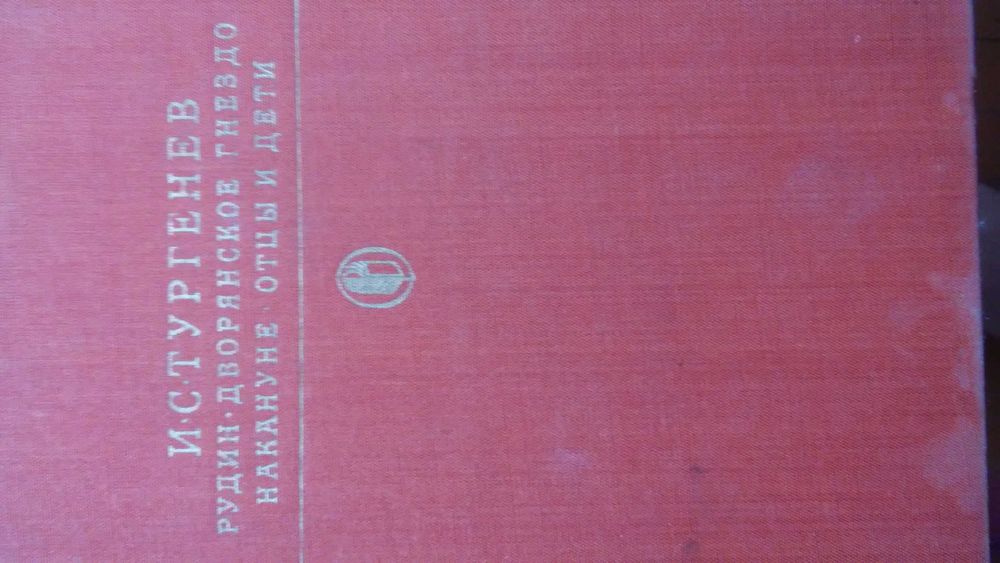 И·С·ТУРГЕНЕВ
РУДИН·ДВОРЯНСКОЕ ГНЕЗДО
НАКАНУНЕ·ОТЦЫ И ДЕТИ